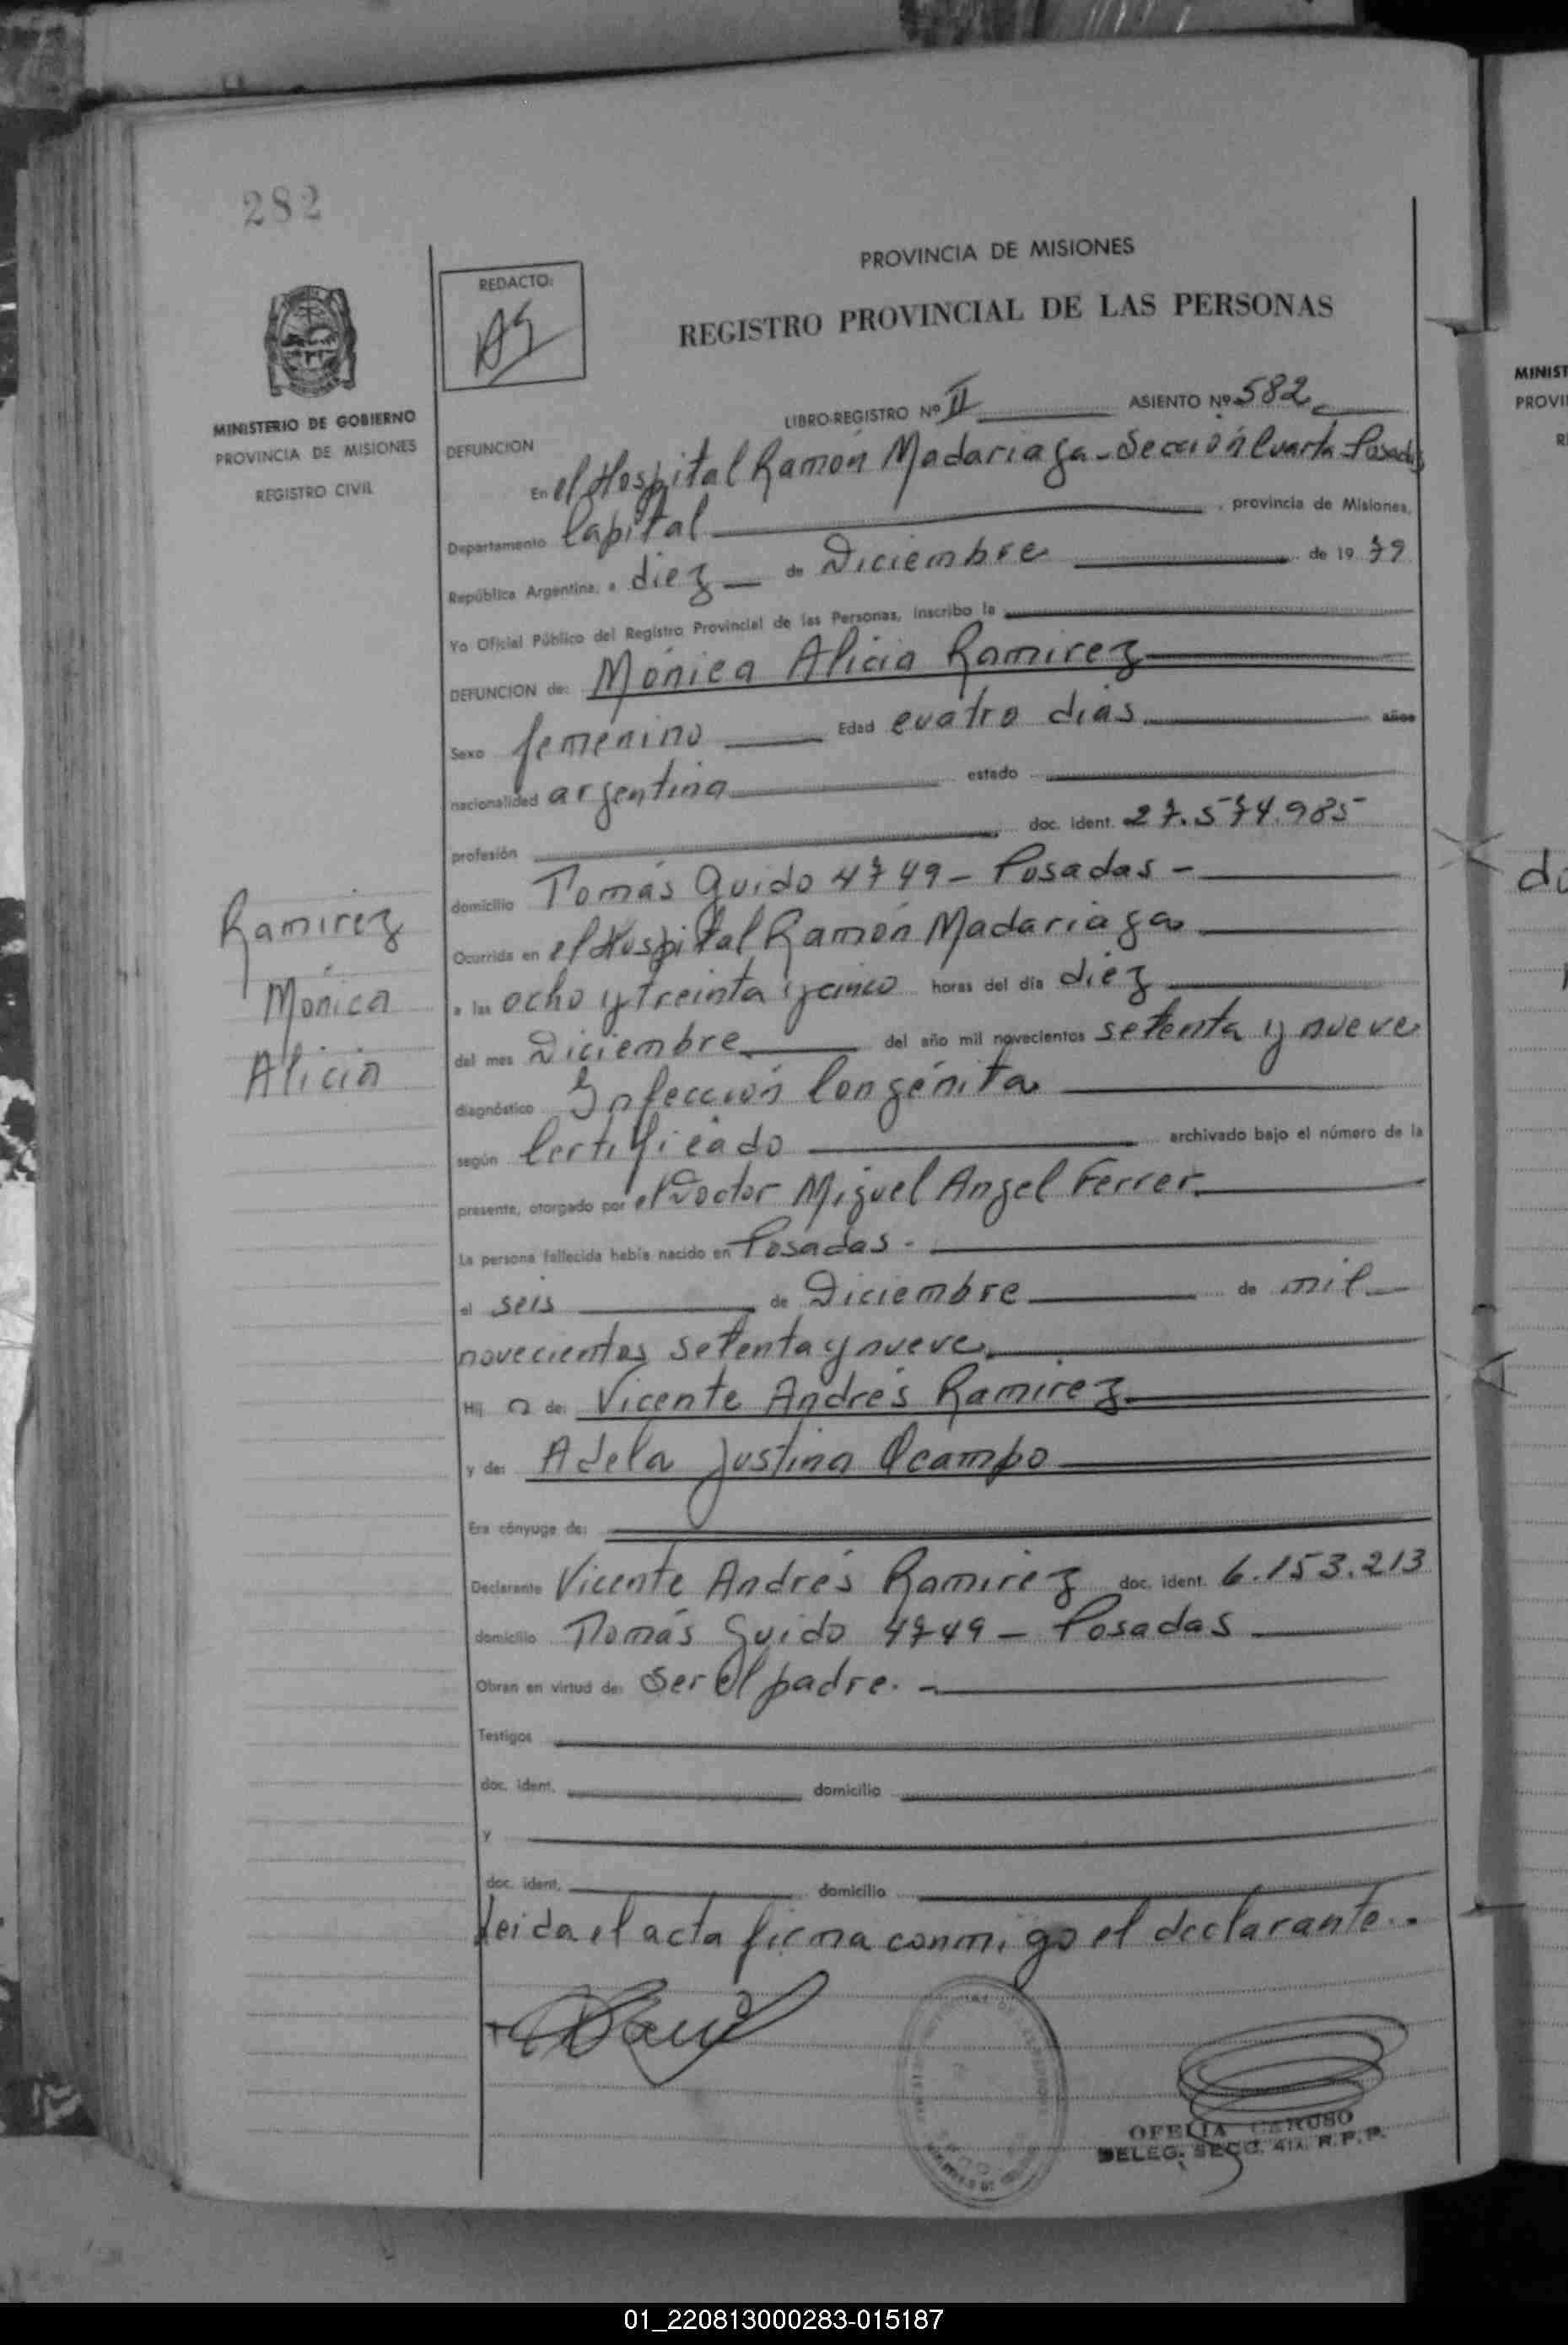 282
PROVINCIA DE MISIONES
REDACTO:
REGISTRO PROVINCIAL DE LAS PERSONAS
MINISTERIO DE GOBIERNO
PROVINCIA DE MISIONES
REGISTRO CIVIL
LIBRO-REGISTRO Nº II ASIENTO Nº 582
DEFUNCION
En el Hospital Ramón Madariaga - Sección Cuarta Posadas
Departamento Capital, provincia de Misiones,
República Argentina, a diez de Diciembre de 1979
Yo Oficial Público del Registro Provincial de las Personas, inscribo la
DEFUNCION de: Mónica Alicia Ramirez
Sexo femenino Edad cuatro dias años
nacionalidad argentina estado
profesión doc. ident. 27.574.985
domicilio Tomás Guido 4749 - Posadas -
Ocurrida en el Hospital Ramón Madariaga
a las ocho y treinta y cinco horas del día diez
del mes Diciembre del año mil novecientos setenta y nueve
diagnóstico Infección Congénita
según Certificado archivado bajo el número de la
presente, otorgado por el Doctor Miguel Angel Ferrer
La persona fallecida había nacido en Posadas -
el seis de Diciembre de mil
novecientos setenta y nueve
Hij a de: Vicente Andrés Ramirez
y de: Adela Justina Ocampo
Era cónyuge de:
Declarante Vicente Andrés Ramirez doc. ident. 6.153.213
domicilio Tomás Guido 4749 - Posadas
Obran en virtud de: Ser el padre. -
Testigos
doc. ident. domicilio
y
doc. ident. domicilio
Leida el acta firma conmigo el declarante..
OFELIA CARUSO
DELEG. SECC. 4ta. R.P.P.
Ramirez
Mónica
Alicia
MINIST
PROVI
R
do
01_220813000283-015187